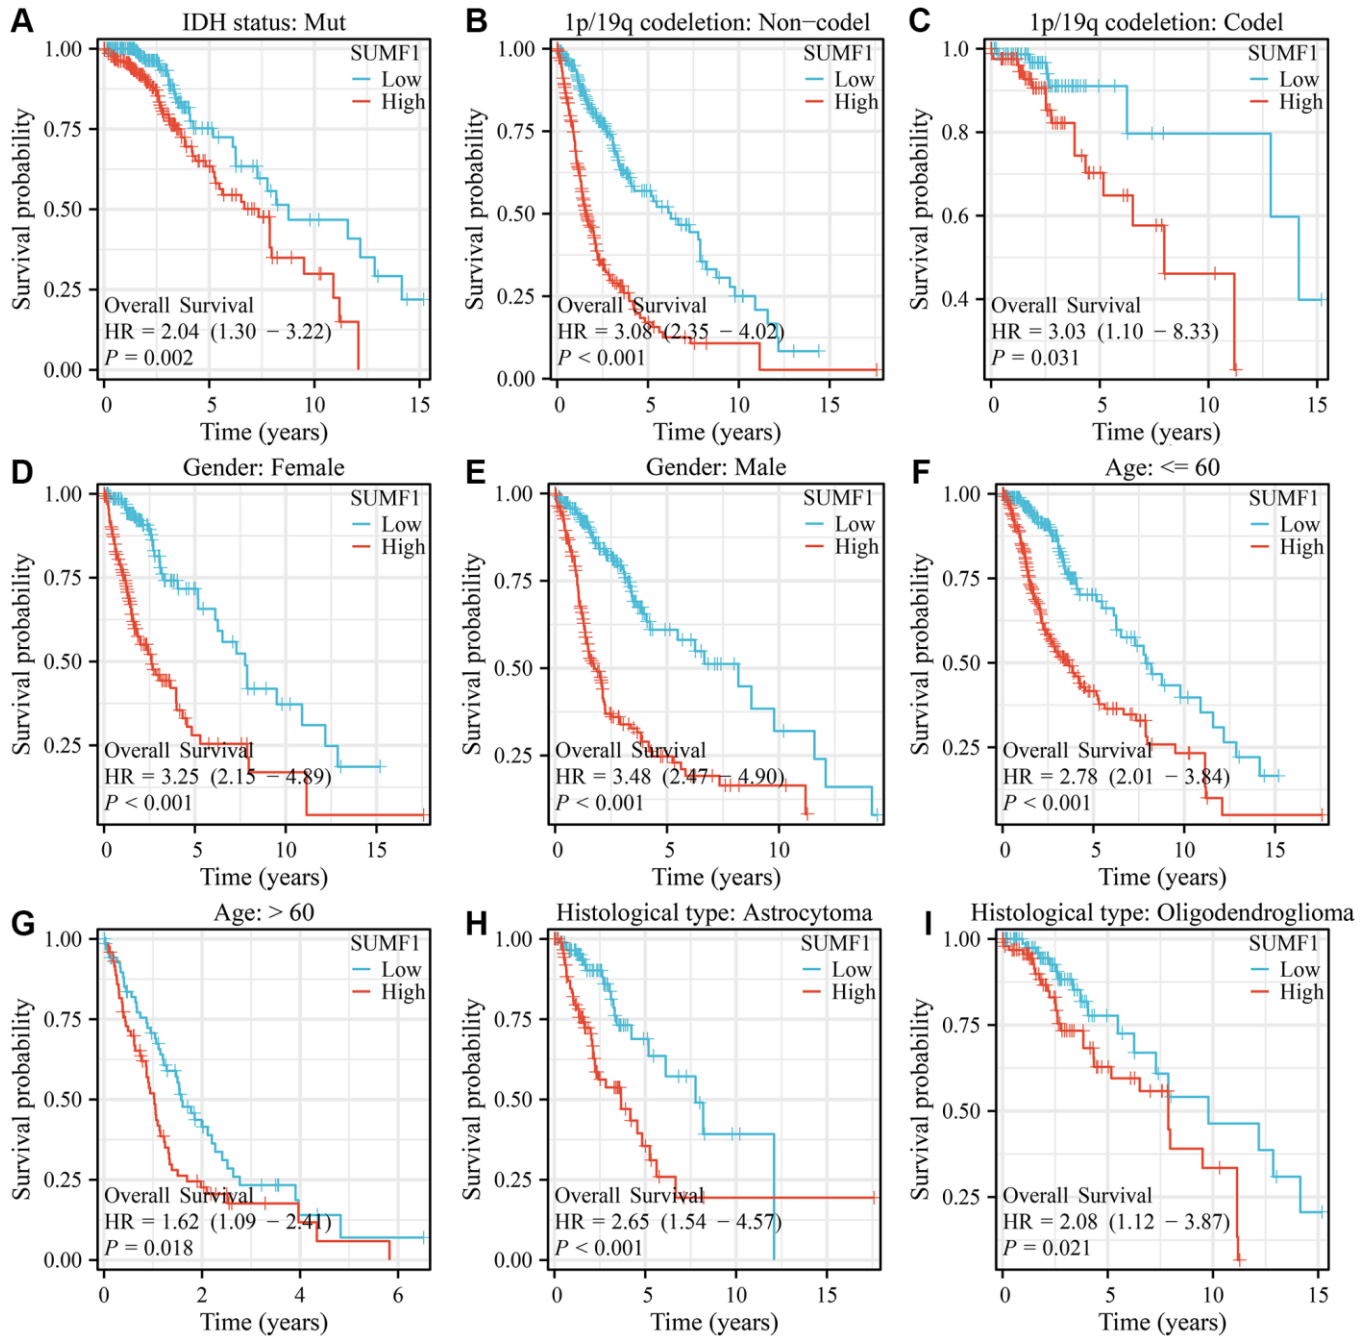 A
IDH status: Mut
SUMF1
Low
High
Survival probability
1.00
0.75
0.50
0.25
0.00
Overall Survival
HR = 2.04 (1.30 − 3.22)
P = 0.002
0 5 10 15
Time (years)
B
1p/19q codeletion: Non−codel
SUMF1
Low
High
Survival probability
1.00
0.75
0.50
0.25
0.00
Overall Survival
HR = 3.08 (2.35 − 4.02)
P < 0.001
0 5 10 15
Time (years)
C
1p/19q codeletion: Codel
SUMF1
Low
High
Survival probability
1.0
0.8
0.6
0.4
Overall Survival
HR = 3.03 (1.10 − 8.33)
P = 0.031
0 5 10 15
Time (years)
D
Gender: Female
SUMF1
Low
High
Survival probability
1.00
0.75
0.50
0.25
Overall Survival
HR = 3.25 (2.15 − 4.89)
P < 0.001
0 5 10 15
Time (years)
E
Gender: Male
SUMF1
Low
High
Survival probability
1.00
0.75
0.50
0.25
Overall Survival
HR = 3.48 (2.47 − 4.90)
P < 0.001
0 5 10
Time (years)
F
Age: <= 60
SUMF1
Low
High
Survival probability
1.00
0.75
0.50
0.25
Overall Survival
HR = 2.78 (2.01 − 3.84)
P < 0.001
0 5 10 15
Time (years)
G
Age: > 60
SUMF1
Low
High
Survival probability
1.00
0.75
0.50
0.25
0.00
Overall Survival
HR = 1.62 (1.09 − 2.41)
P = 0.018
0 2 4 6
Time (years)
H
Histological type: Astrocytoma
SUMF1
Low
High
Survival probability
1.00
0.75
0.50
0.25
0.00
Overall Survival
HR = 2.65 (1.54 − 4.57)
P < 0.001
0 5 10 15
Time (years)
I
Histological type: Oligodendroglioma
SUMF1
Low
High
Survival probability
1.00
0.75
0.50
0.25
Overall Survival
HR = 2.08 (1.12 − 3.87)
P = 0.021
0 5 10 15
Time (years)